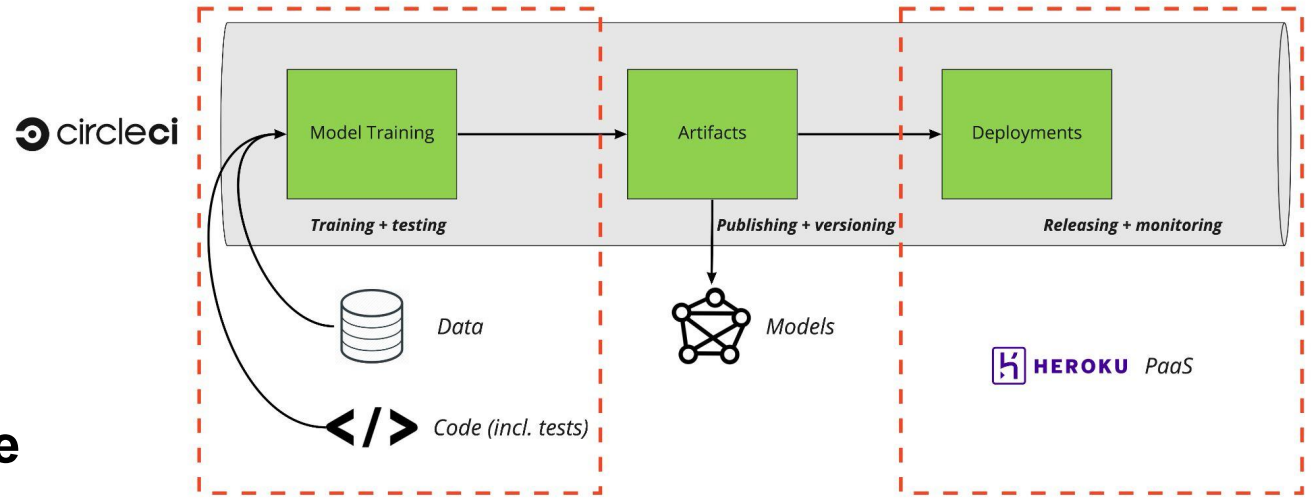 circleci
Model Training
Artifacts
Deployments
Training + testing
Publishing + versioning
Releasing + monitoring
Data
Models
HEROKU PaaS
Code (incl. tests)
e